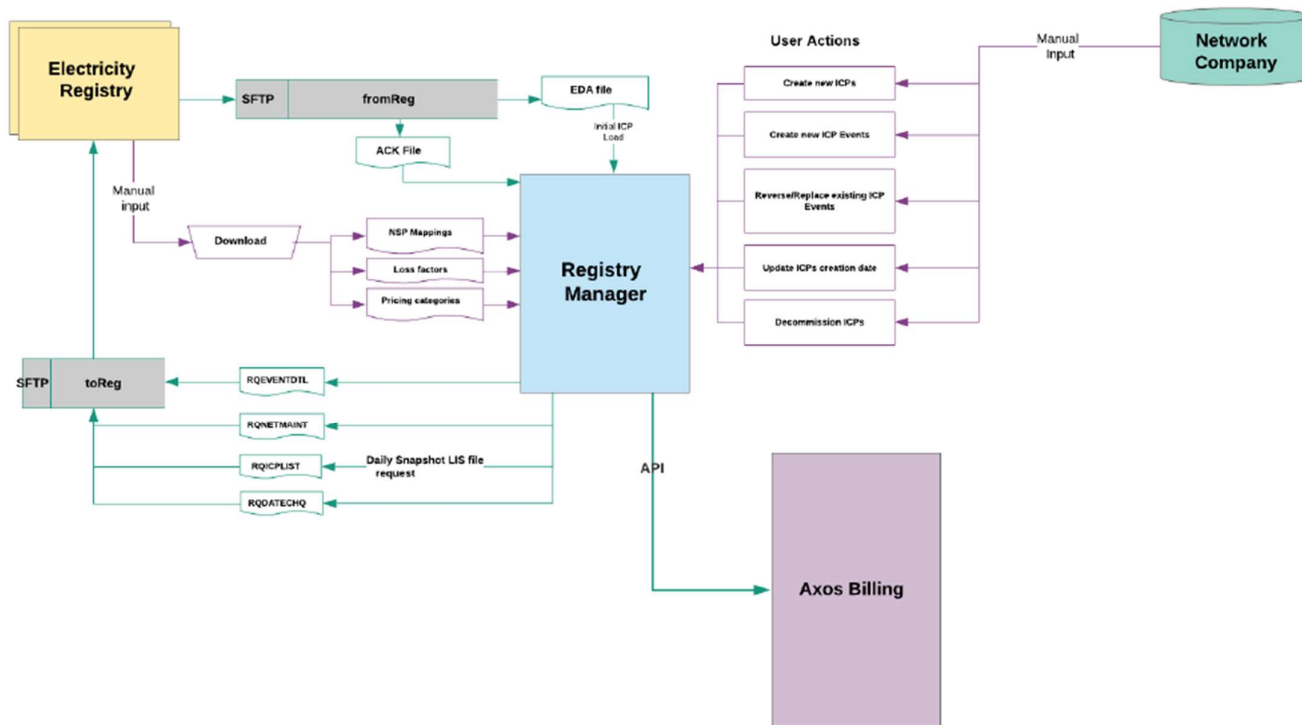 Electricity
Registry
SFTP
fromReg
EDA file
Initial ICP
Load
ACK File
Manual
input
Download
NSP Mappings
Loss factors
Pricing categories
Registry
Manager
User Actions
Create new ICPs
Create new ICP Events
Reverse/Replace existing ICP
Events
Update ICPs creation date
Decommission ICPs
Manual
Input
Network
Company
SFTP
toReg
RQEVENTDTL
RQNETMAINT
RQICPLIST
Daily Snapshot LIS file
request
RQDATECHQ
API
Axos Billing